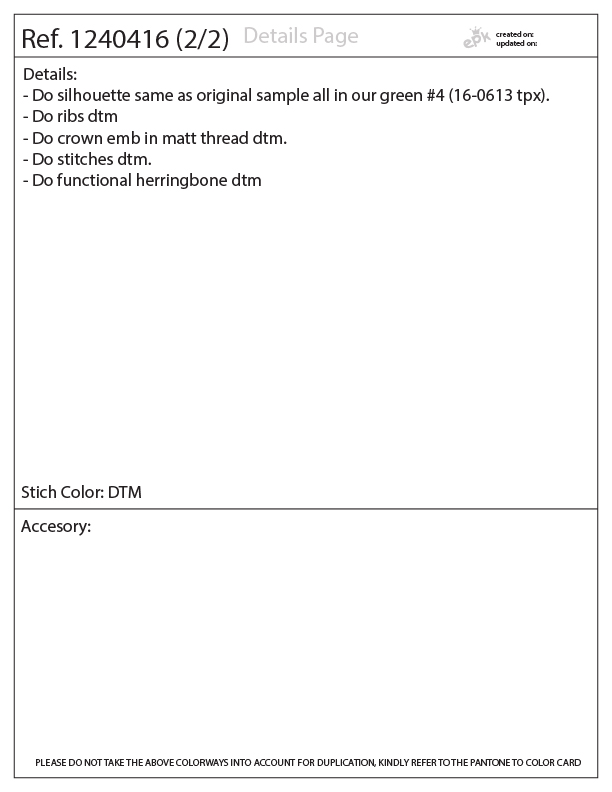 Ref. 1240416 (2/2) Details Page
epk
created on:
updated on:
Details:
- Do silhouette same as original sample all in our green #4 (16-0613 tpx).
- Do ribs dtm
- Do crown emb in matt thread dtm.
- Do stitches dtm.
- Do functional herringbone dtm
Stich Color: DTM
Accesory:
PLEASE DO NOT TAKE THE ABOVE COLORWAYS INTO ACCOUNT FOR DUPLICATION, KINDLY REFER TO THE PANTONE TO COLOR CARD